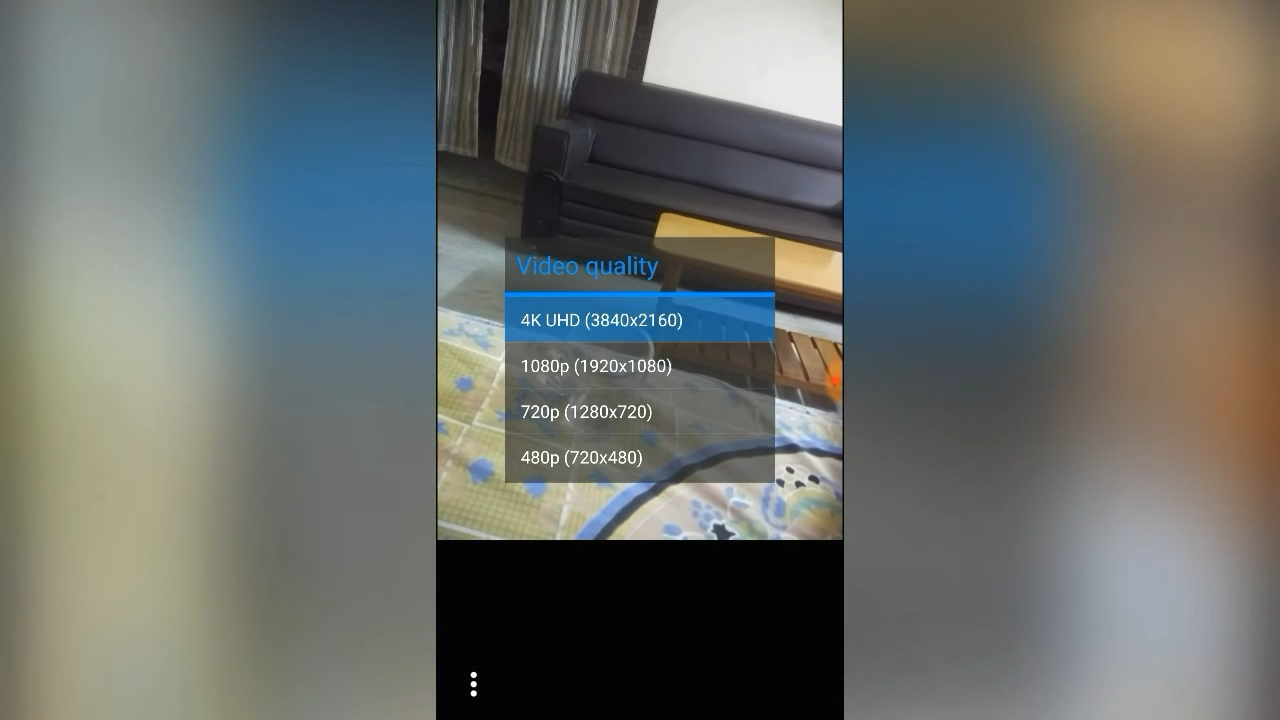 Video quality
4K UHD (3840x2160)
1080p (1920x1080)
720p (1280x720)
480p (720x480)